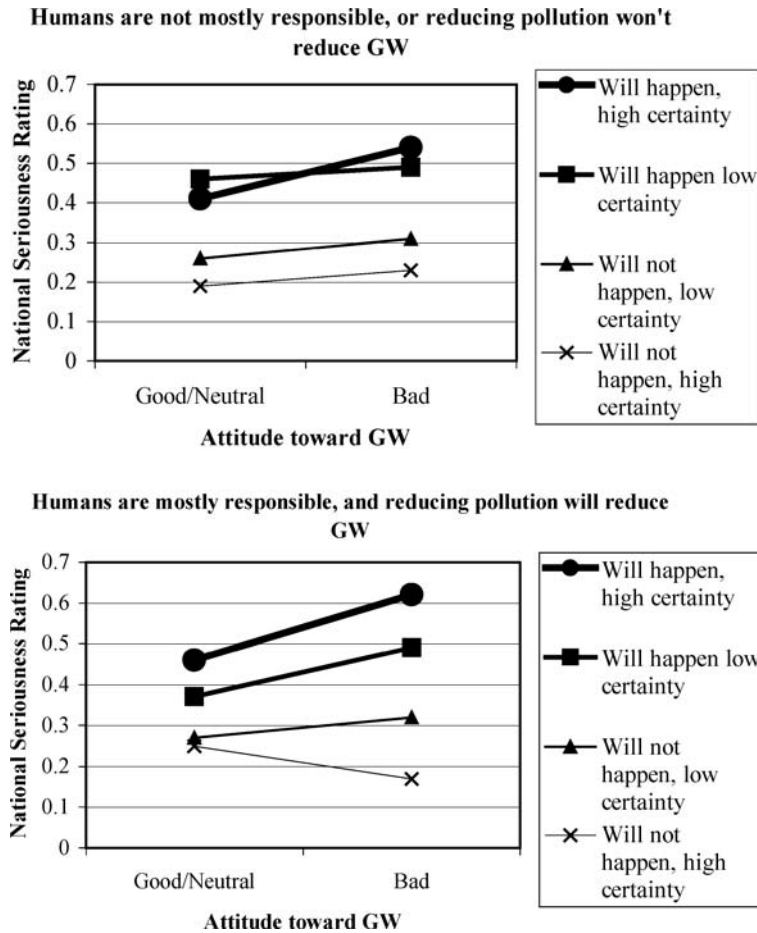 Humans are not mostly responsible, or reducing pollution won't
reduce GW
National Seriousness Rating
0.7
0.6
0.5
0.4
0.3
0.2
0.1
0
Good/Neutral Bad
Attitude toward GW
Will happen,
high certainty
Will happen low
certainty
Will not
happen, low
certainty
Will not
happen, high
certainty
Humans are mostly responsible, and reducing pollution will reduce
GW
National Seriousness Rating
0.7
0.6
0.5
0.4
0.3
0.2
0.1
0
Good/Neutral Bad
Attitude toward GW
Will happen,
high certainty
Will happen low
certainty
Will not
happen, low
certainty
Will not
happen, high
certainty